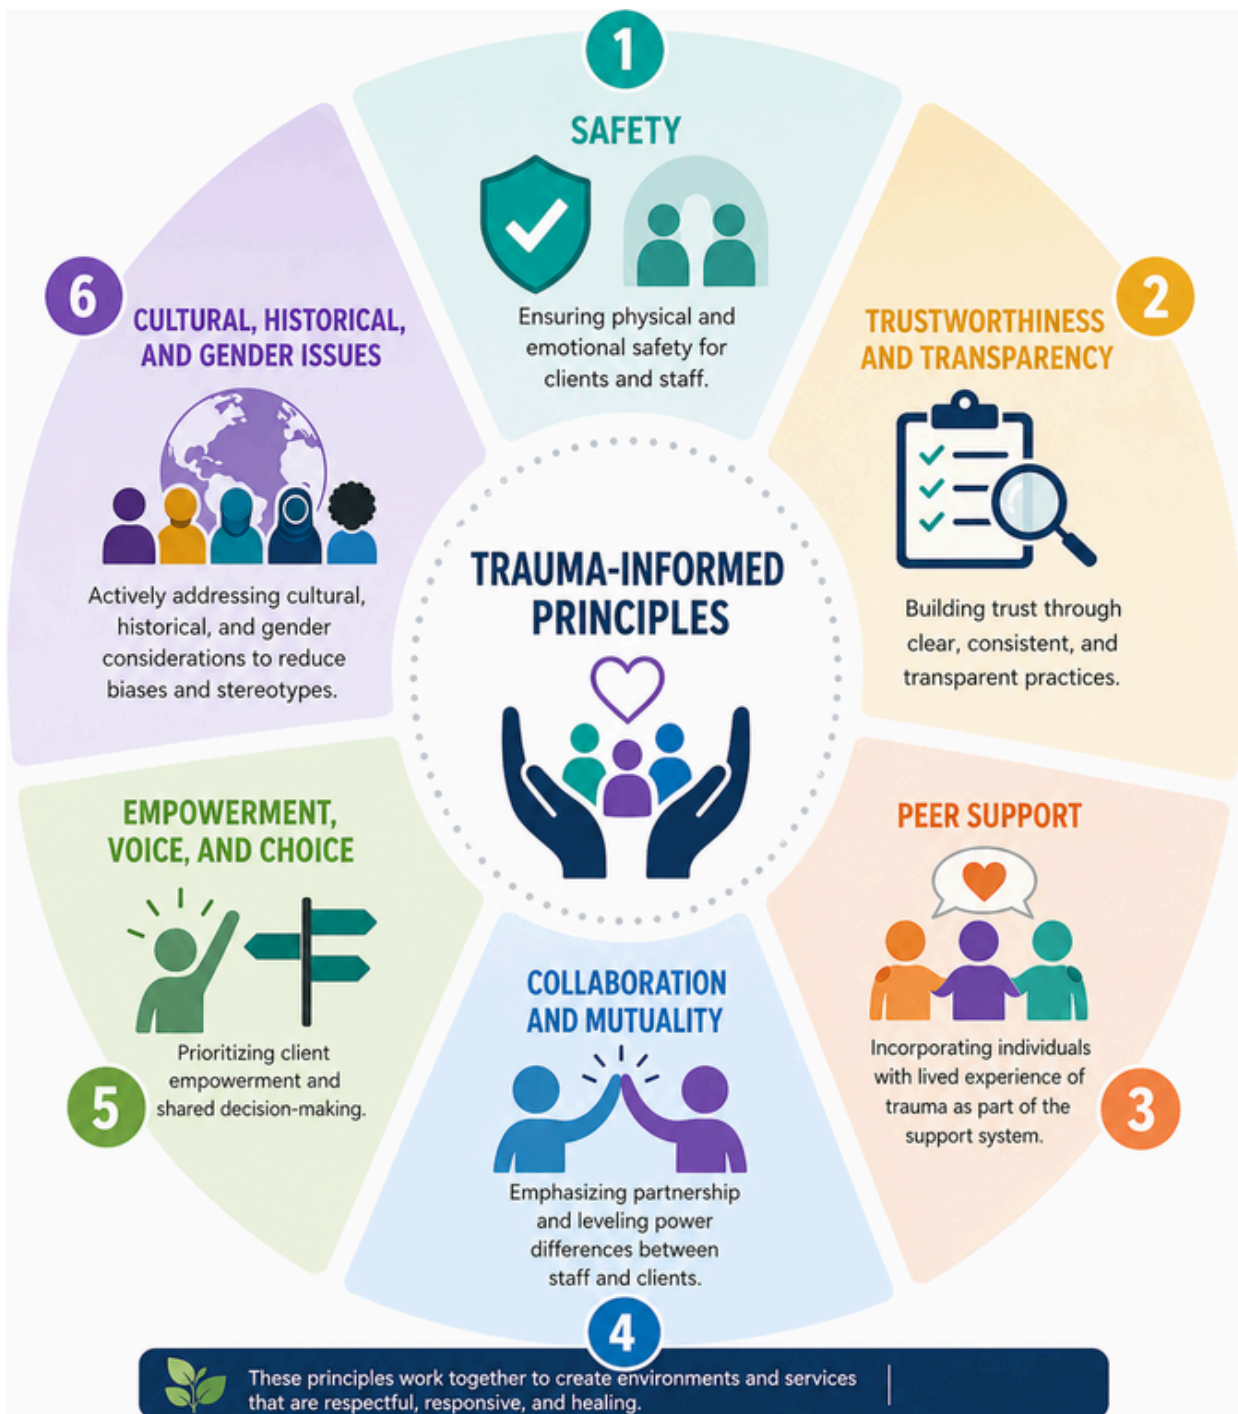 1
SAFETY
Ensuring physical and
emotional safety for
clients and staff.
2
TRUSTWORTHINESS
AND TRANSPARENCY
Building trust through
clear, consistent, and
transparent practices.
PEER SUPPORT
Incorporating individuals
with lived experience of
trauma as part of the
support system.
3
COLLABORATION
AND MUTUALITY
Emphasizing partnership
and leveling power
differences between
staff and clients.
4
EMPOWERMENT,
VOICE, AND CHOICE
Prioritizing client
empowerment and
shared decision-making.
5
6
CULTURAL, HISTORICAL,
AND GENDER ISSUES
Actively addressing cultural,
historical, and gender
considerations to reduce
biases and stereotypes.
TRAUMA-INFORMED
PRINCIPLES
These principles work together to create environments and services
that are respectful, responsive, and healing.